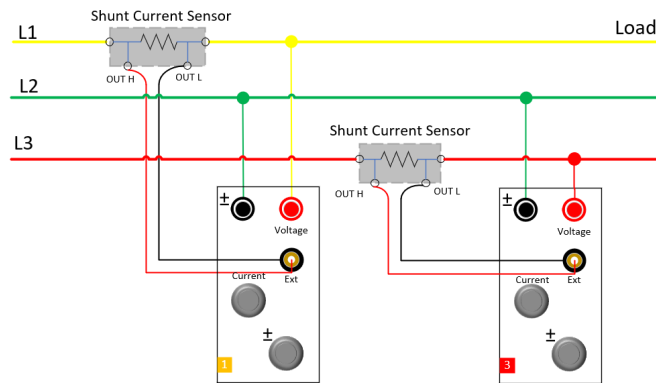 Shunt Current Sensor
L1
Load
OUT H
OUT L
L2
Shunt Current Sensor
L3
OUT H
OUT L
±
Voltage
±
Voltage
Current
Ext
Current
Ext
±
±
1
3